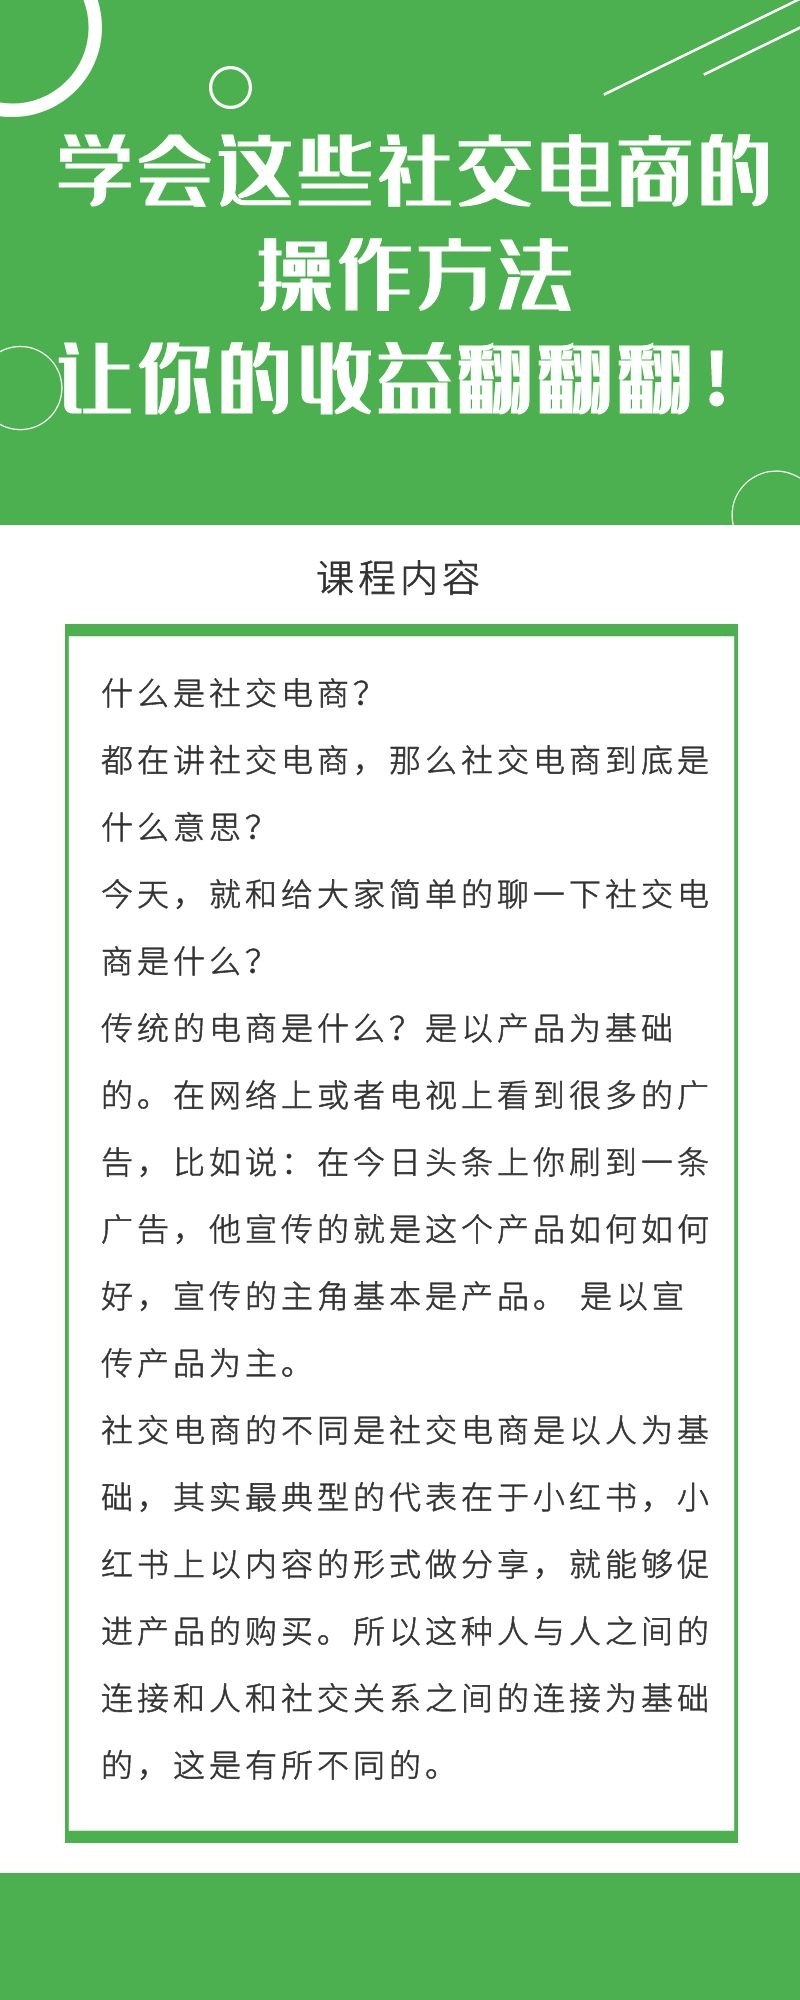 学会这些社交电商的
操作方法
让你的收益翻翻翻！
课程内容
什么是社交电商？
都在讲社交电商，那么社交电商到底是
什么意思？
今天，就和给大家简单的聊一下社交电
商是什么？
传统的电商是什么？是以产品为基础
的。在网络上或者电视上看到很多的广
告，比如说：在今日头条上你刷到一条
广告，他宣传的就是这个产品如何如何
好，宣传的主角基本是产品。 是以宣
传产品为主。
社交电商的不同是社交电商是以人为基
础，其实最典型的代表在于小红书，小
红书上以内容的形式做分享，就能够促
进产品的购买。所以这种人与人之间的
连接和人和社交关系之间的连接为基础
的，这是有所不同的。